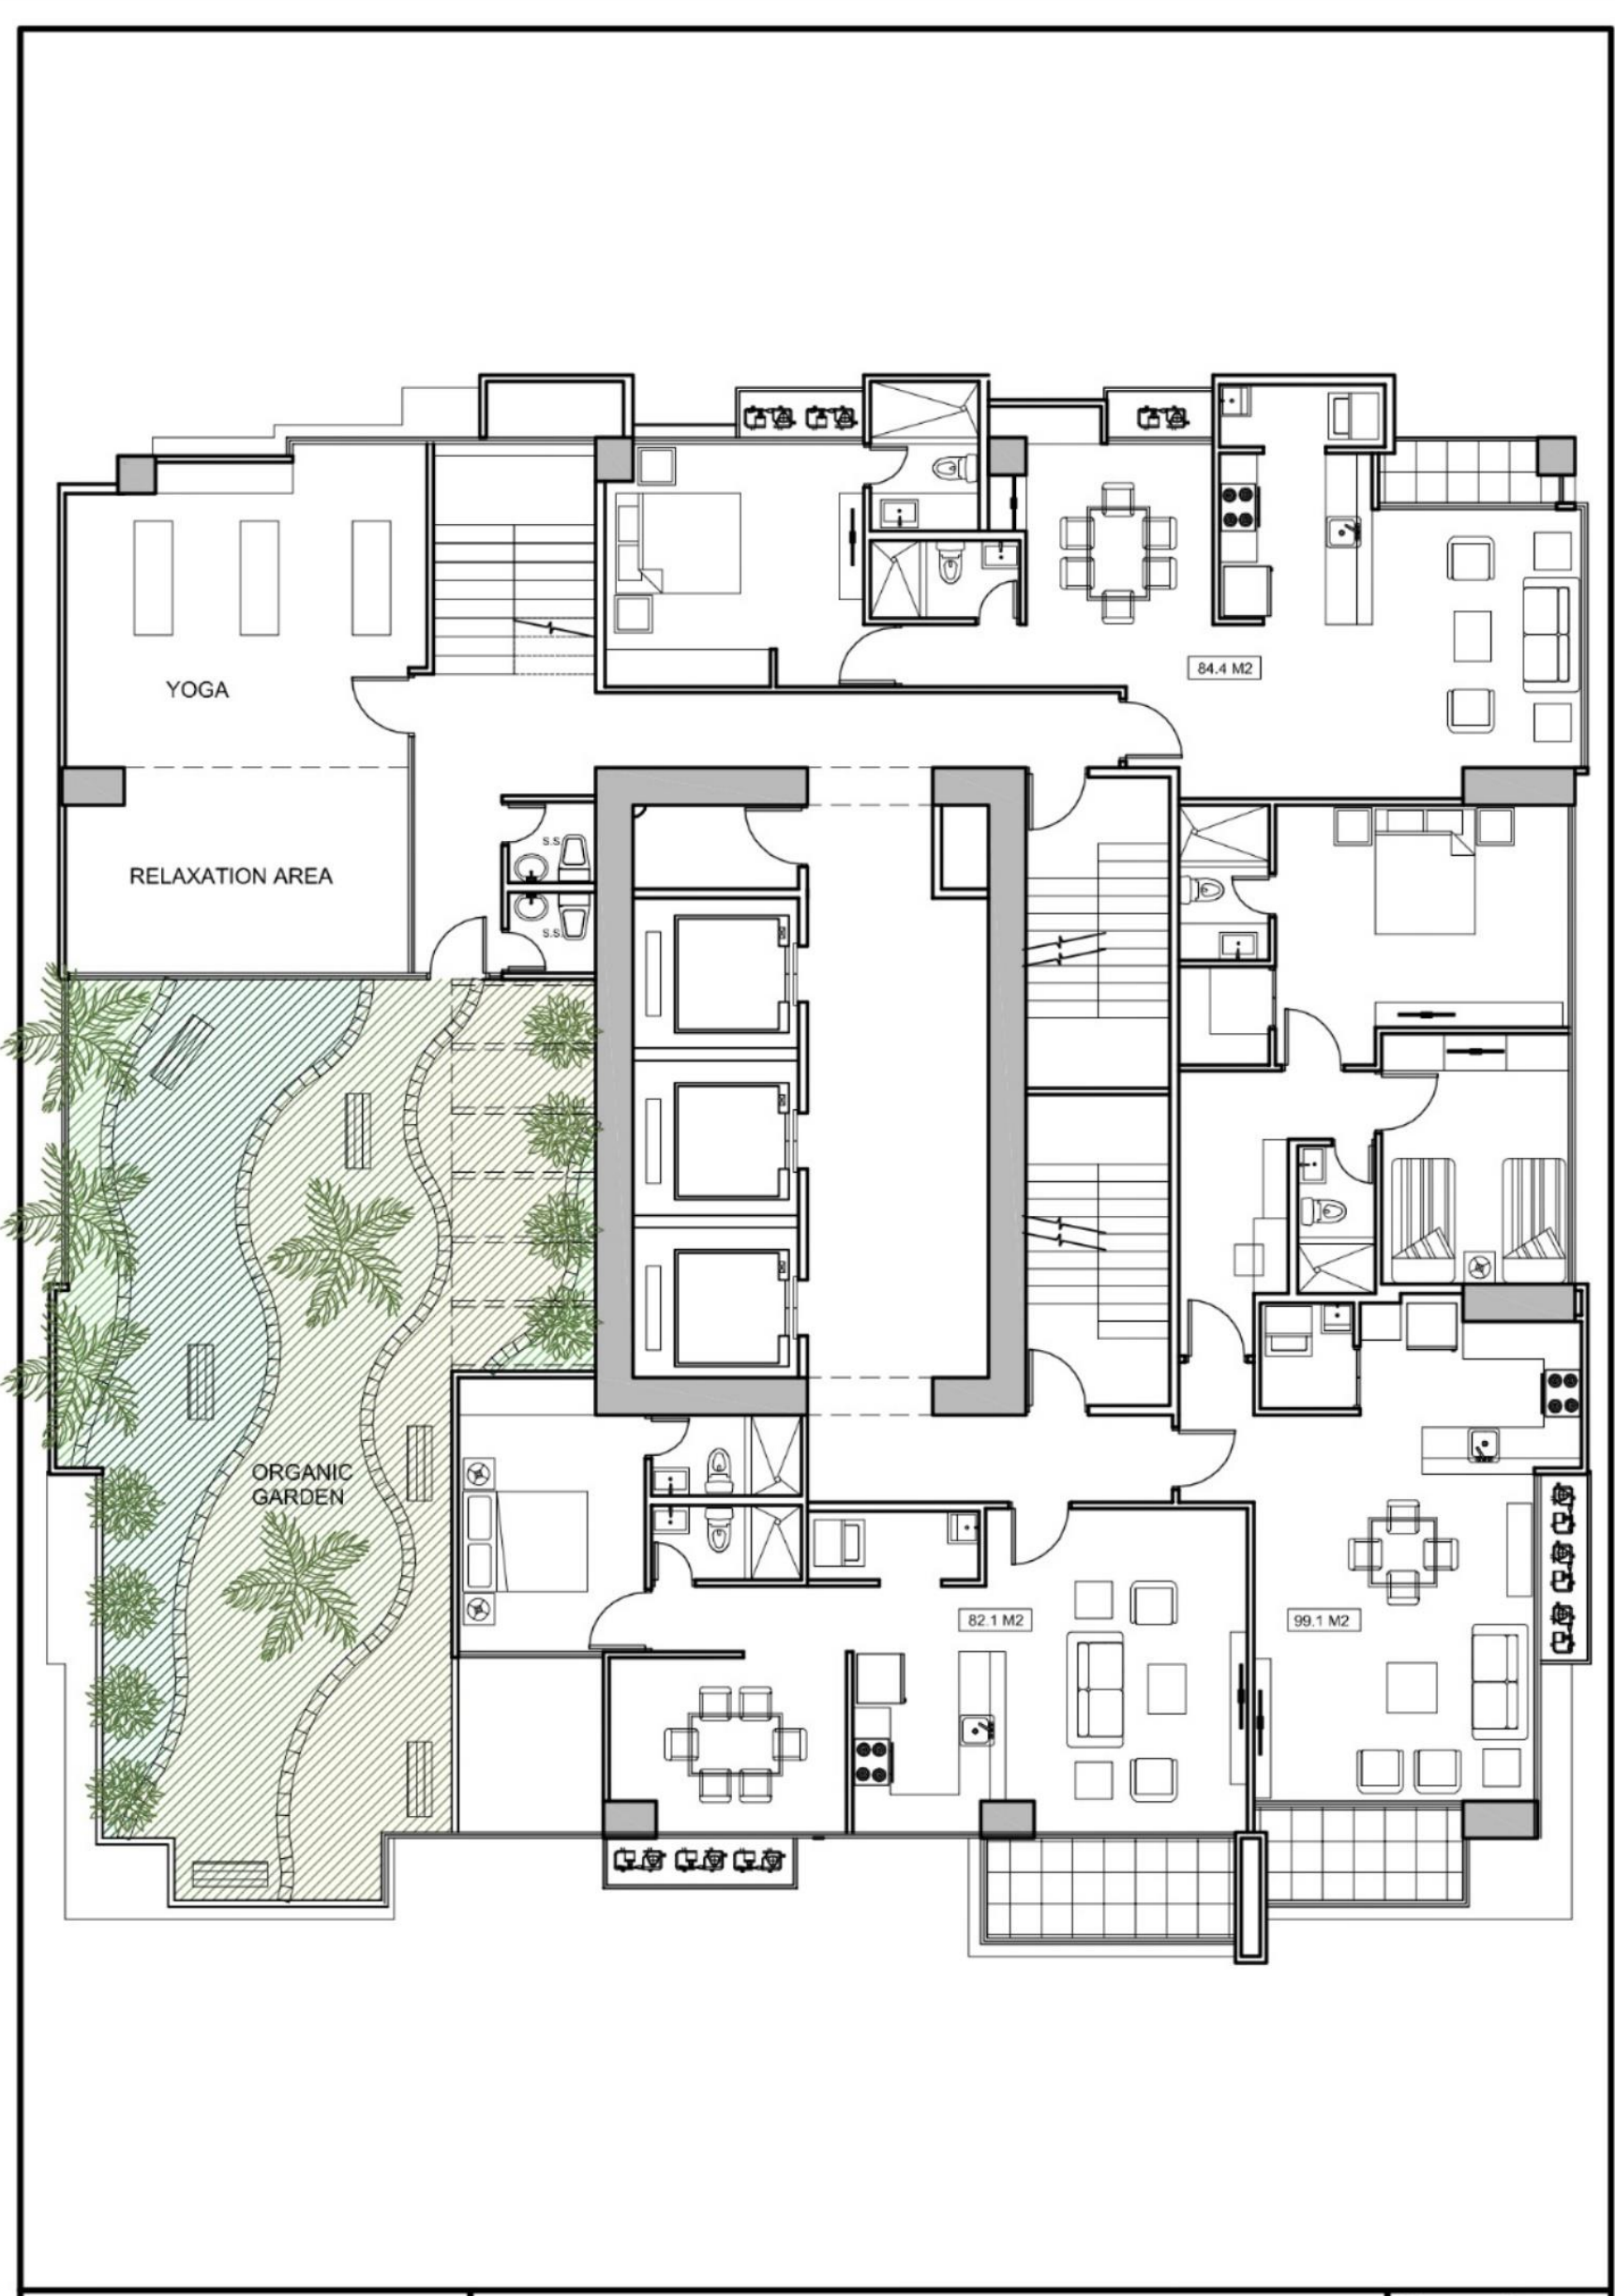 84.4 M2
YOGA
S.S.
RELAXATION AREA
S.S.
ORGANIC
GARDEN
82.1 M2
99.1 M2